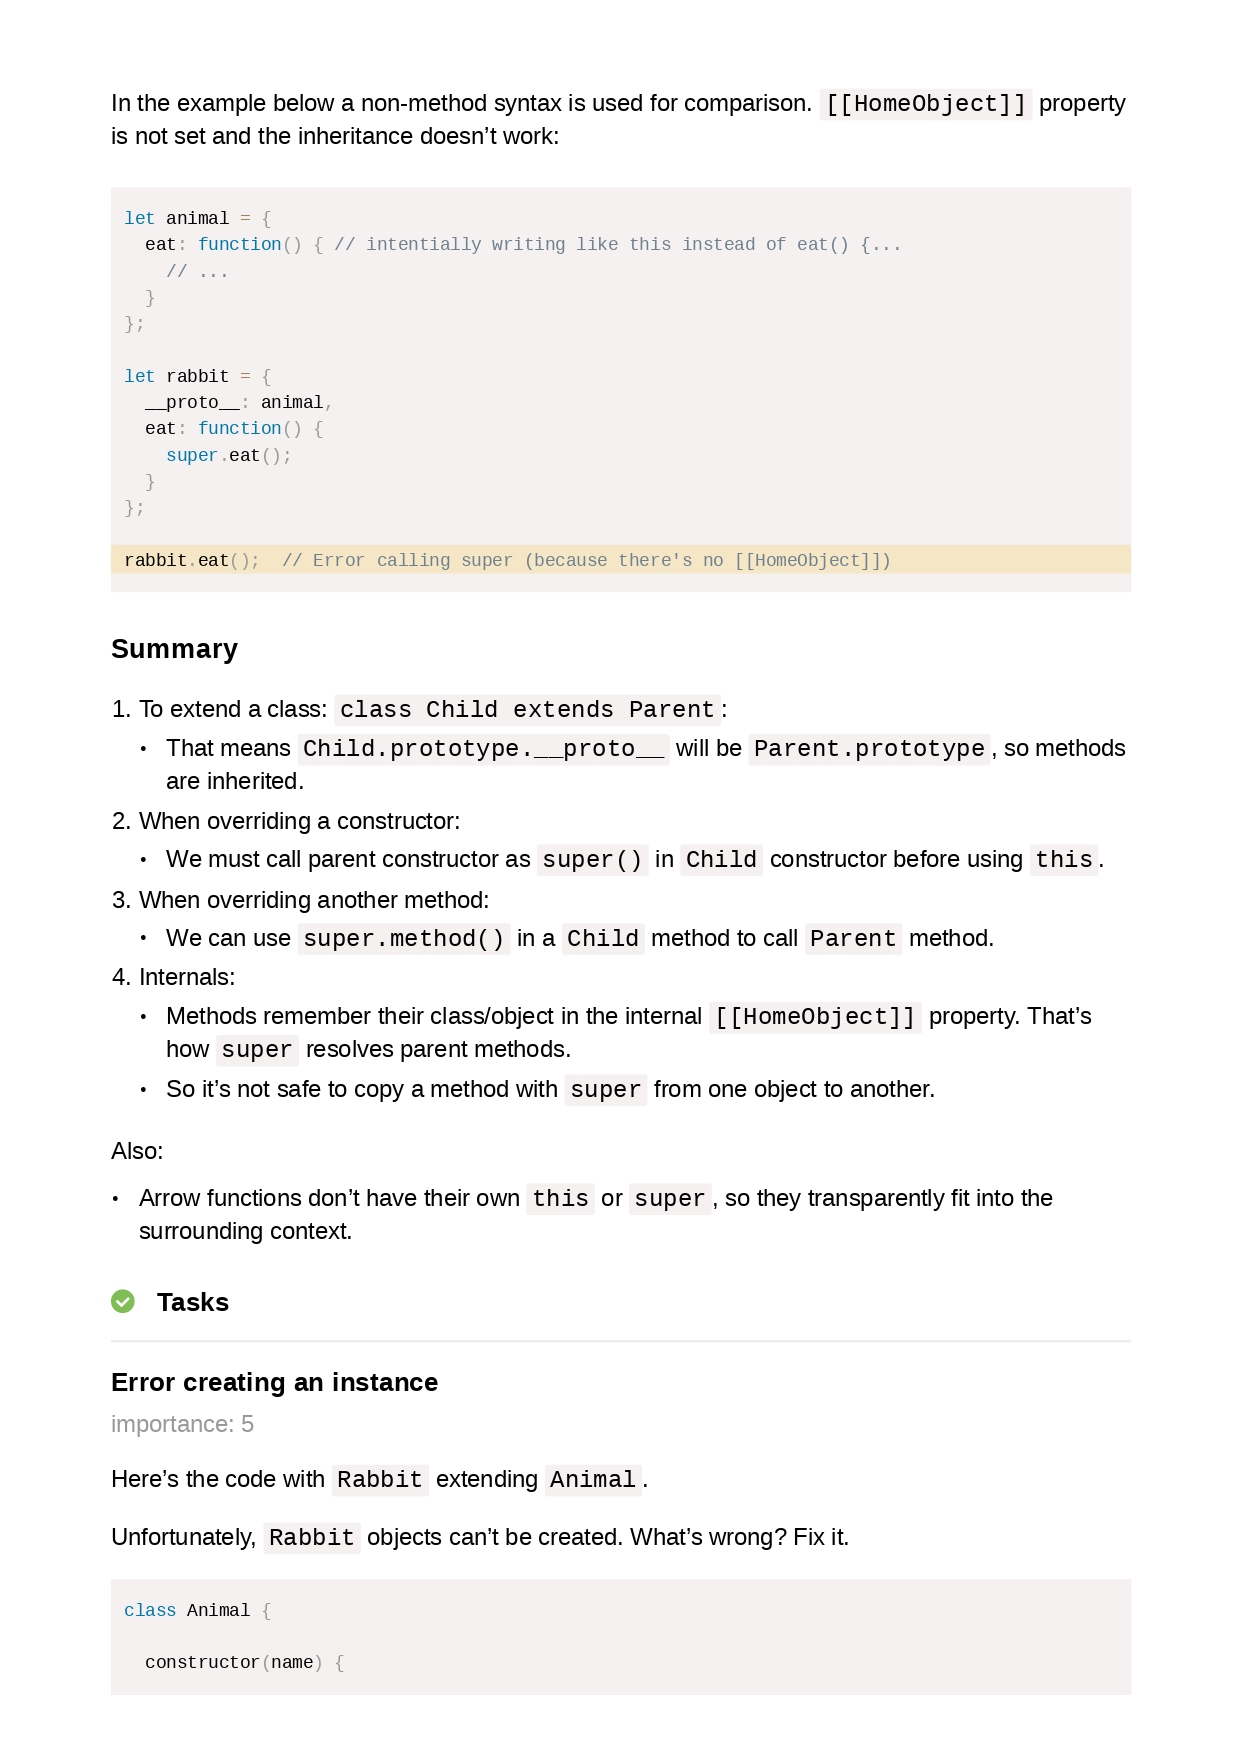 In the example below a non-method syntax is used for comparison. [[HomeObject]] property
is not set and the inheritance doesn’t work:
let animal = {
  eat: function() { // intentially writing like this instead of eat() {...
    // ...
  }
};
let rabbit = {
  __proto__: animal,
  eat: function() {
    super.eat();
  }
};
rabbit.eat();  // Error calling super (because there's no [[HomeObject]])
Summary
1. To extend a class: class Child extends Parent:
• That means Child.prototype.__proto__ will be Parent.prototype, so methods
are inherited.
2. When overriding a constructor:
• We must call parent constructor as super() in Child constructor before using this.
3. When overriding another method:
• We can use super.method() in a Child method to call Parent method.
4. Internals:
• Methods remember their class/object in the internal [[HomeObject]] property. That’s
how super resolves parent methods.
• So it’s not safe to copy a method with super from one object to another.
Also:
• Arrow functions don’t have their own this or super, so they transparently fit into the
surrounding context.
Tasks
Error creating an instance
importance: 5
Here’s the code with Rabbit extending Animal.
Unfortunately, Rabbit objects can’t be created. What’s wrong? Fix it.
class Animal {
  constructor(name) {